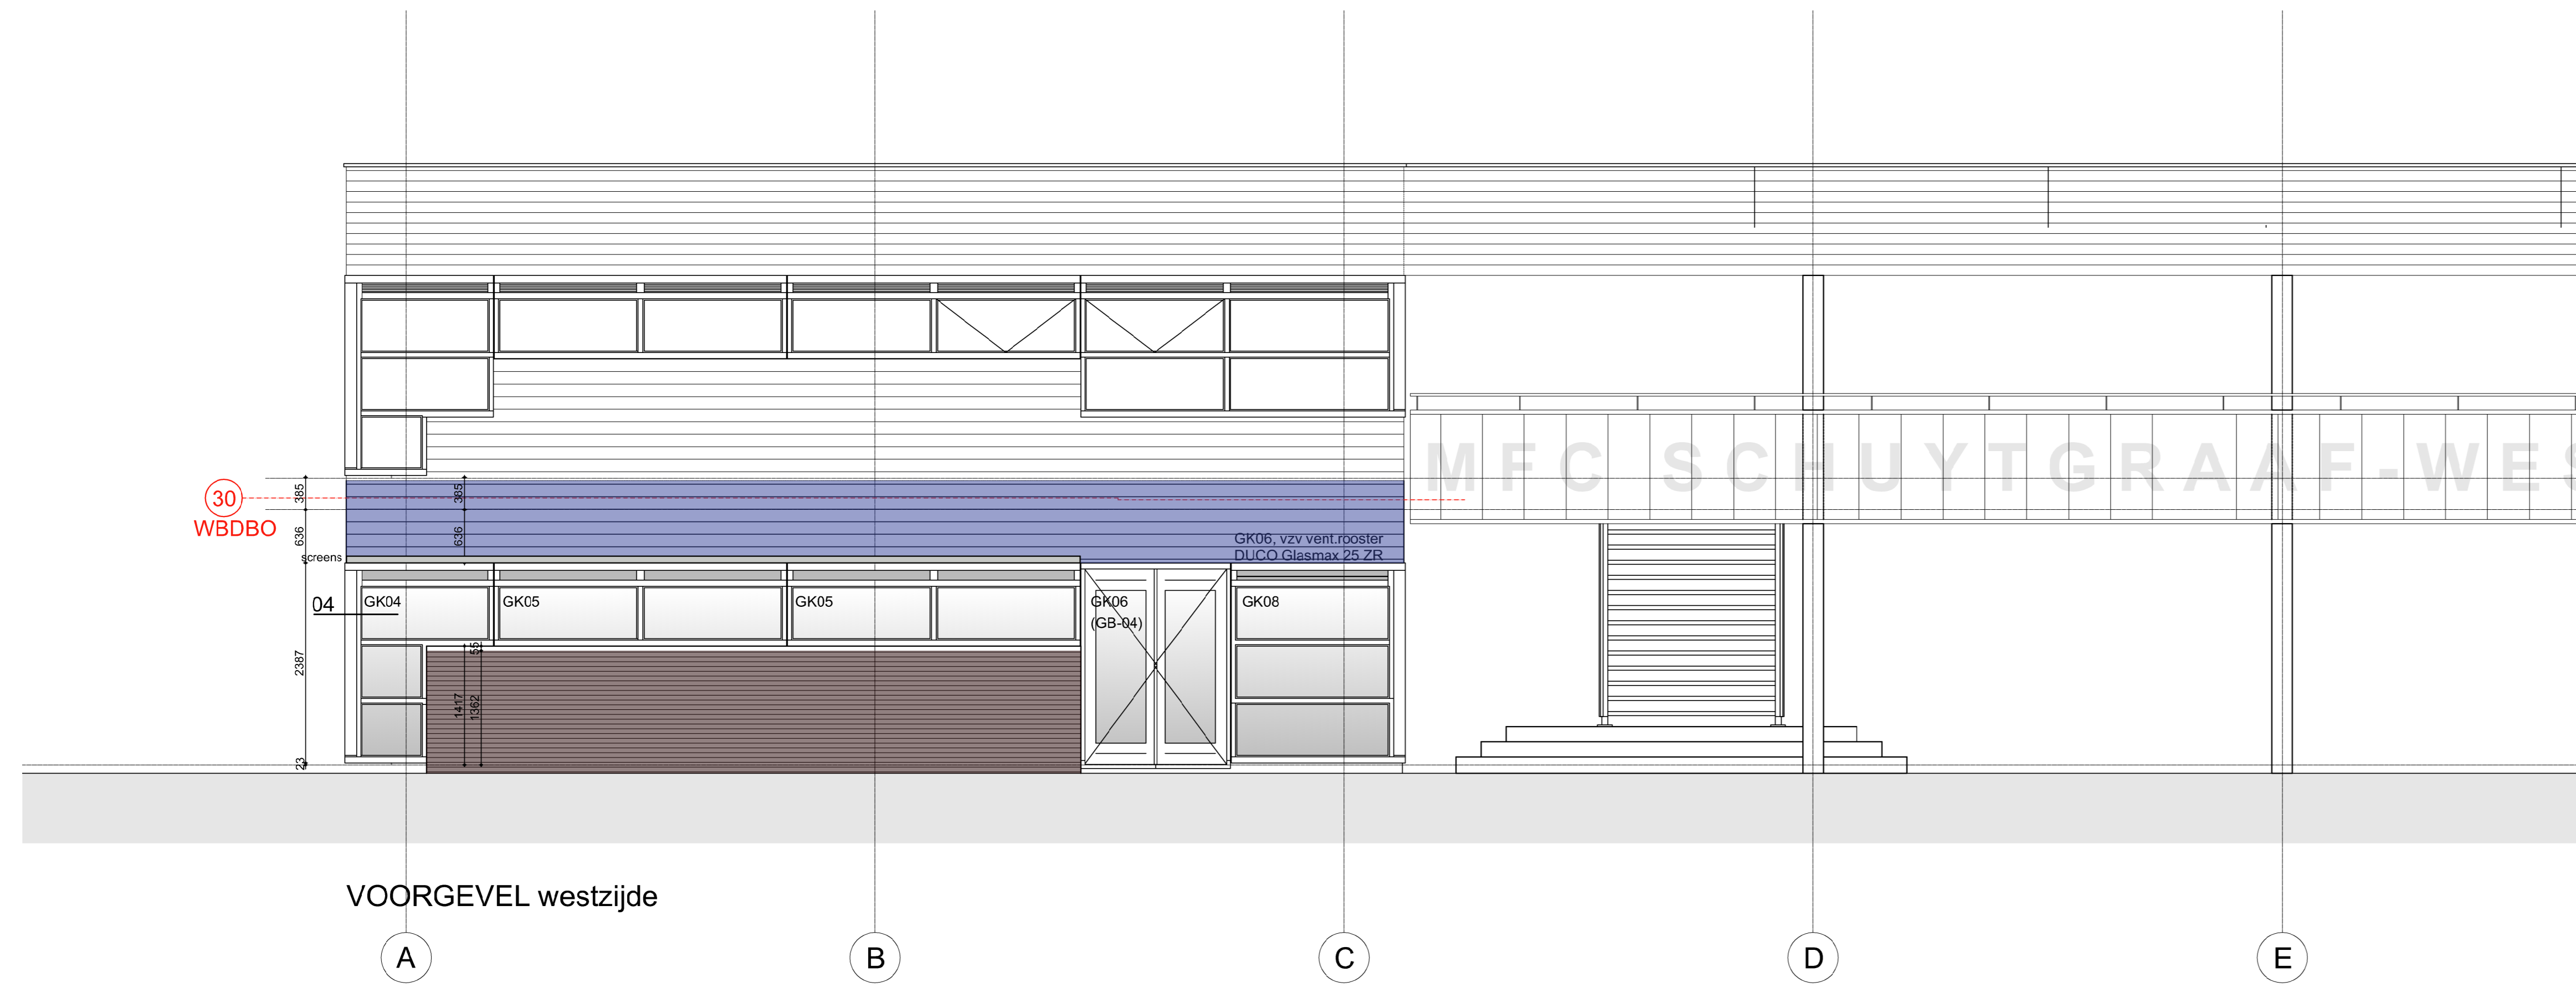 MFC SCHUYTGRAAF-WES
385
385
30
WBDBO
636
636
screens
GK06, vzv vent.rooster
DUCO Glasmax 25 ZR
04
GK04
GK05
GK05
GK06
(GB-04)
GK08
2387
55
1417
1362
23
VOORGEVEL westzijde
A
B
C
D
E